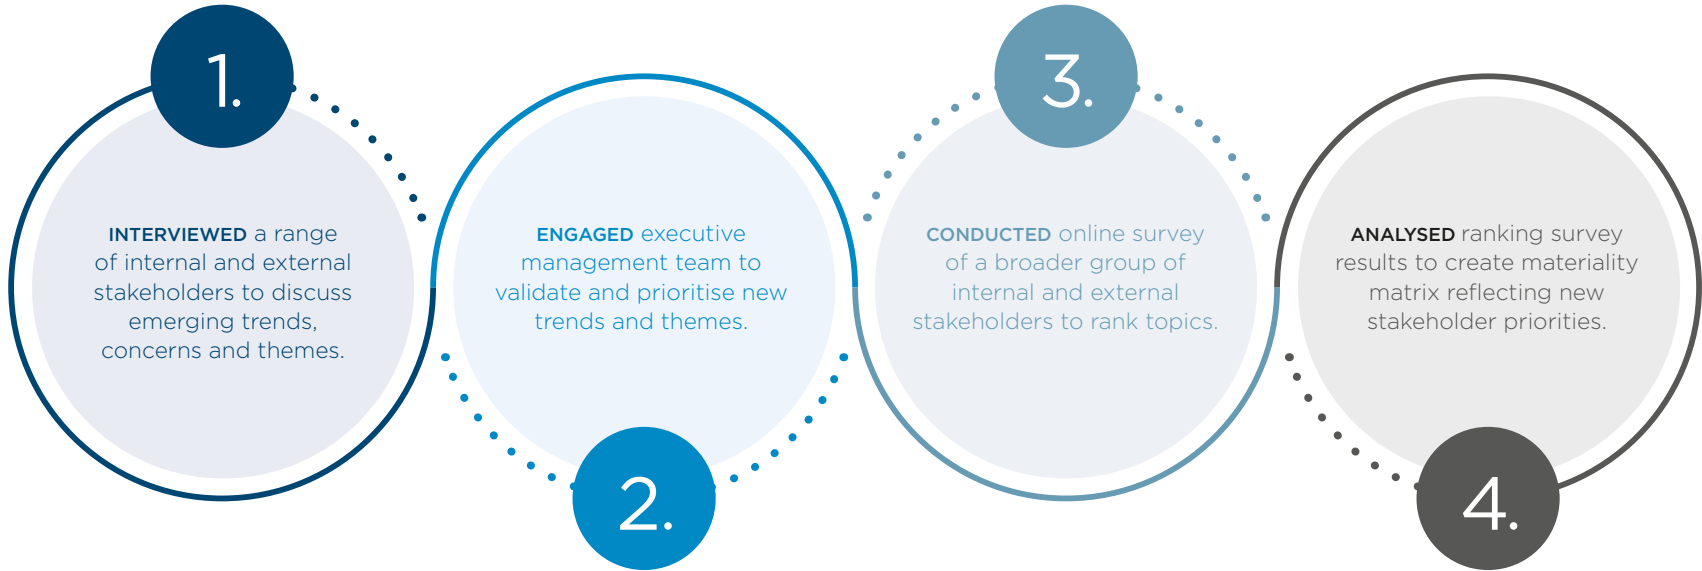 1.
INTERVIEWED a range
of internal and external
stakeholders to discuss
emerging trends,
concerns and themes.
2.
ENGAGED executive
management team to
validate and prioritise new
trends and themes.
3.
CONDUCTED online survey
of a broader group of
internal and external
stakeholders to rank topics.
4.
ANALYSED ranking survey
results to create materiality
matrix reflecting new
stakeholder priorities.